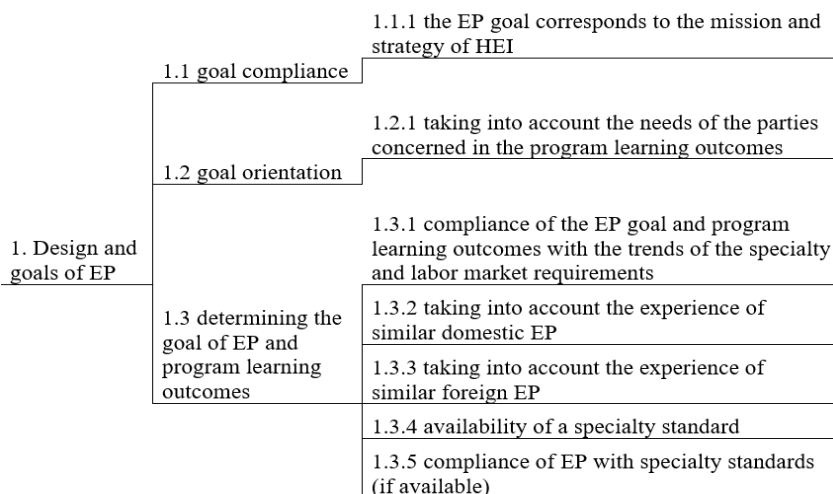 1. Design and
goals of EP
1.1 goal compliance
1.1.1 the EP goal corresponds to the mission and
strategy of HEI
1.2 goal orientation
1.2.1 taking into account the needs of the parties
concerned in the program learning outcomes
1.3 determining the
goal of EP and
program learning
outcomes
1.3.1 compliance of the EP goal and program
learning outcomes with the trends of the specialty
and labor market requirements
1.3.2 taking into account the experience of
similar domestic EP
1.3.3 taking into account the experience of
similar foreign EP
1.3.4 availability of a specialty standard
1.3.5 compliance of EP with specialty standards
(if available)